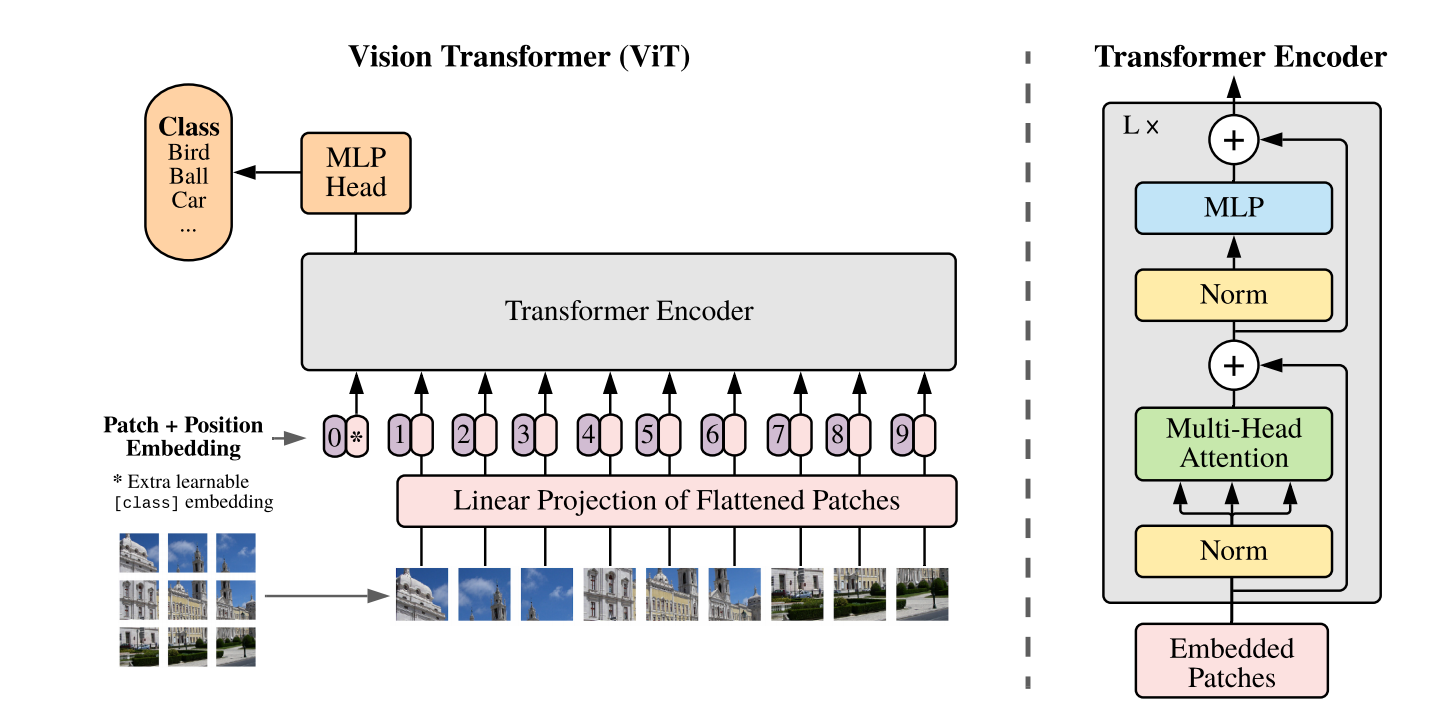 Vision Transformer (ViT)
Class
Bird
Ball
Car
...
MLP
Head
Transformer Encoder
Patch + Position
Embedding
* Extra learnable
[class] embedding
0 * 1 2 3 4 5 6 7 8 9
Linear Projection of Flattened Patches
Transformer Encoder
L ×
+
MLP
Norm
+
Multi-Head
Attention
Norm
Embedded
Patches